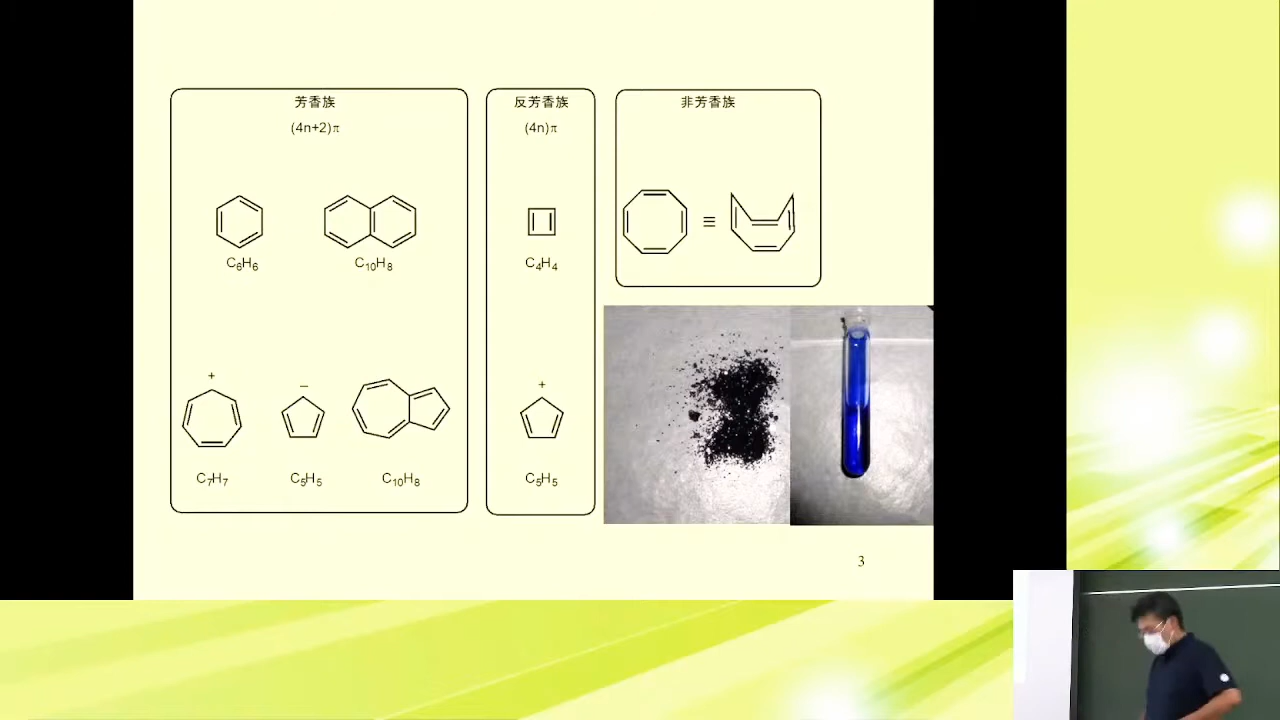 芳香族
(4n+2)π
C6H6
C10H8
+
−
C7H7
C5H5
C10H8
反芳香族
(4n)π
C4H4
+
C5H5
非芳香族
≡
3